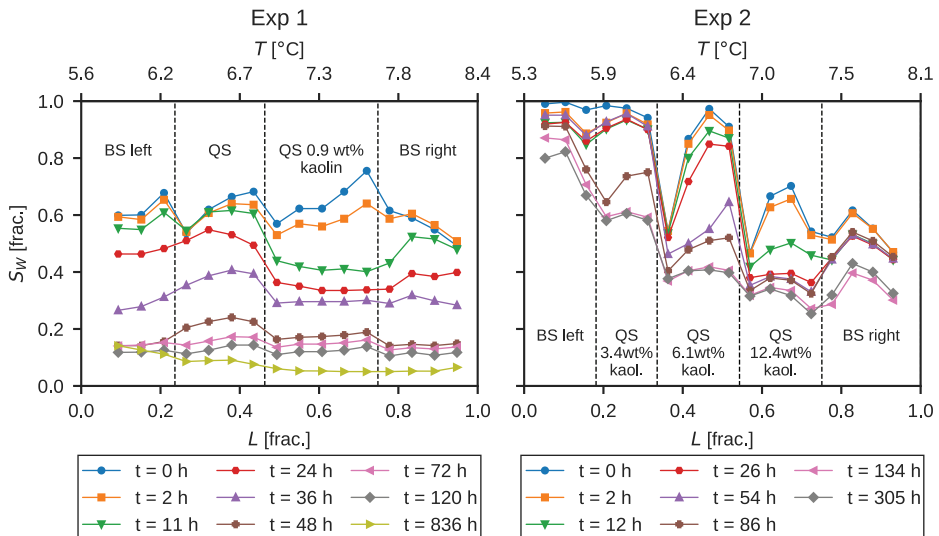 Exp 1
T [°C]
5.6 6.2 6.7 7.3 7.8 8.4
1.0
0.8
0.6
0.4
0.2
0.0
S_W [frac.]
BS left
QS
QS 0.9 wt%
kaolin
BS right
0.0 0.2 0.4 0.6 0.8 1.0
L [frac.]
t = 0 h t = 24 h t = 72 h
t = 2 h t = 36 h t = 120 h
t = 11 h t = 48 h t = 836 h
Exp 2
T [°C]
5.3 5.9 6.4 7.0 7.5 8.1
BS left
QS
3.4wt%
kaol.
QS
6.1wt%
kaol.
QS
12.4wt%
kaol.
BS right
0.0 0.2 0.4 0.6 0.8 1.0
L [frac.]
t = 0 h t = 26 h t = 134 h
t = 2 h t = 54 h t = 305 h
t = 12 h t = 86 h